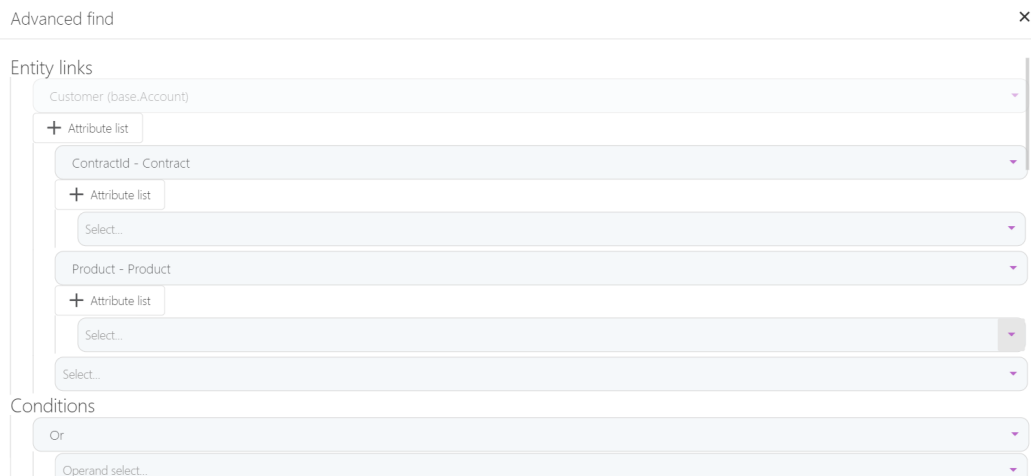 Advanced find
Entity links
Customer (base.Account)
Attribute list
ContractId - Contract
Attribute list
Select...
Product - Product
Attribute list
Select...
Select...
Conditions
Or
Operand select...